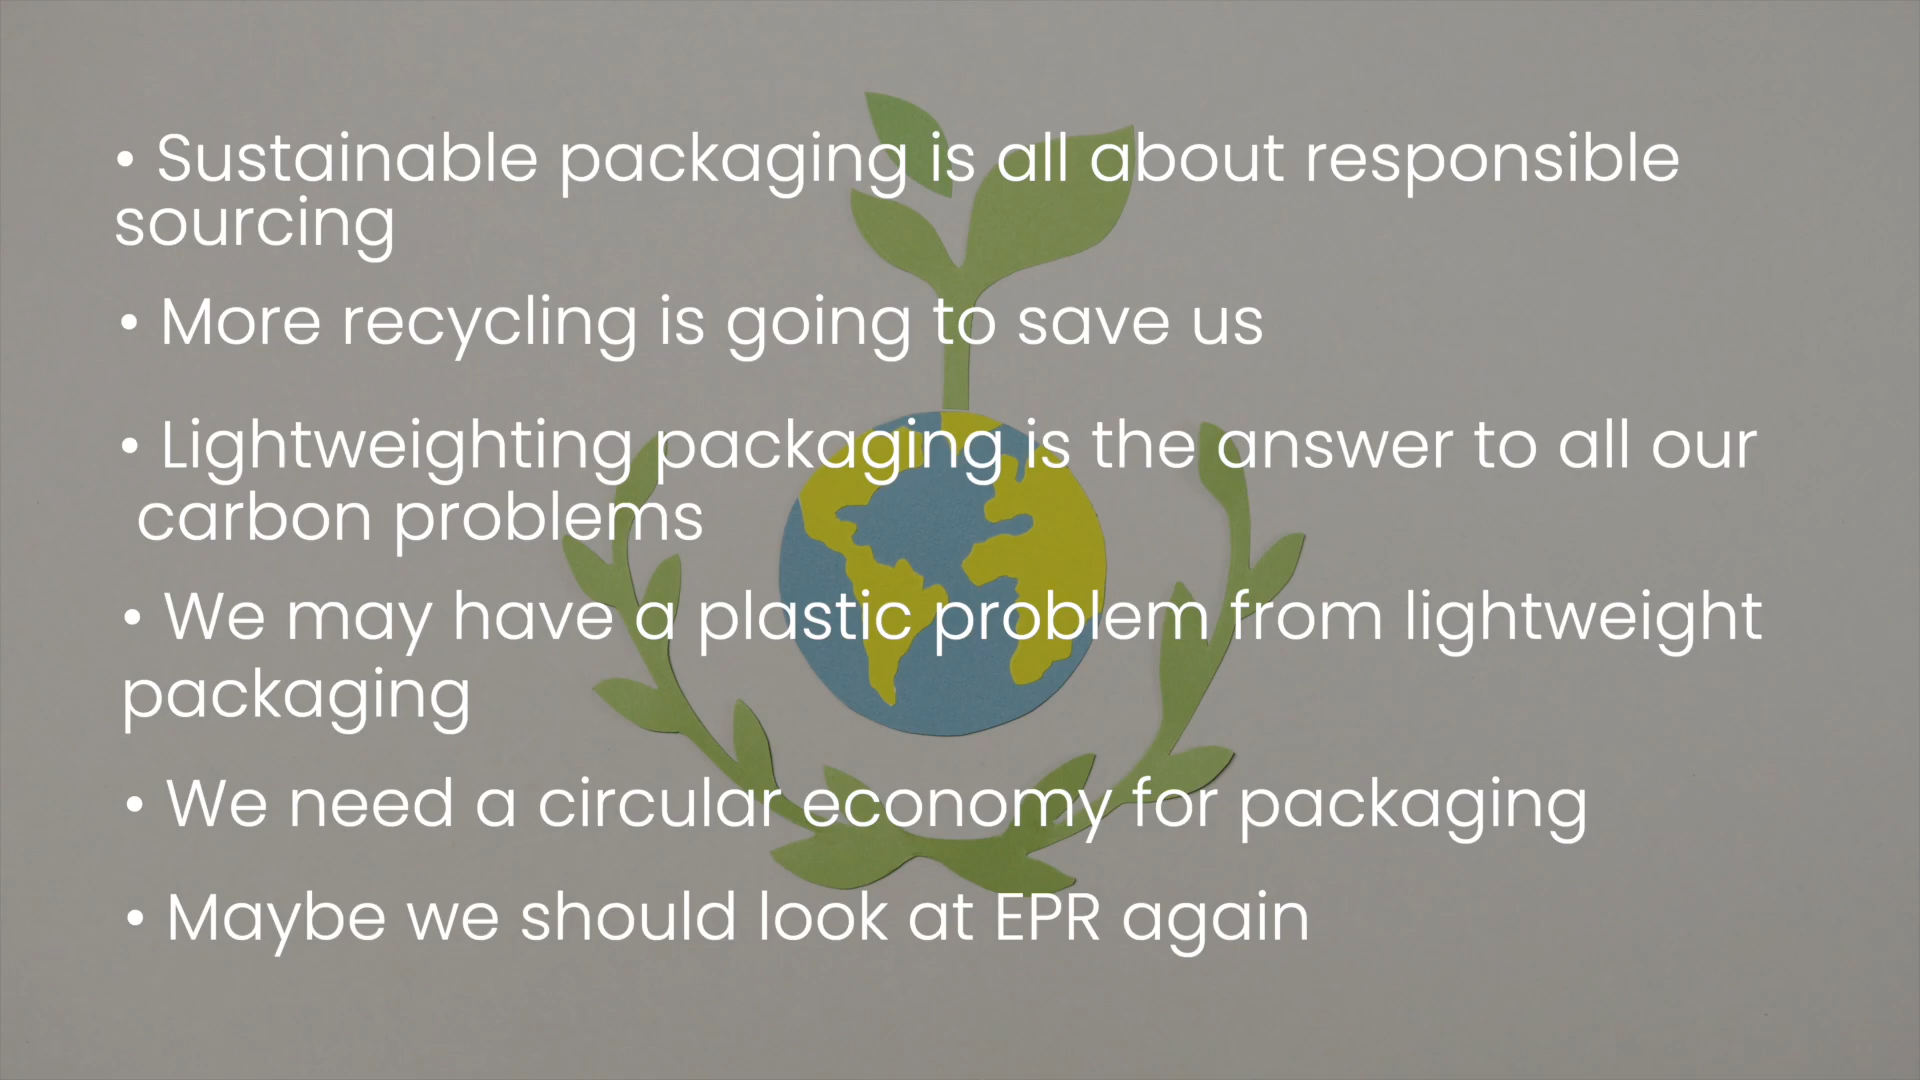 • Sustainable packaging is all about responsible
sourcing
• More recycling is going to save us
• Lightweighting packaging is the answer to all our
carbon problems
• We may have a plastic problem from lightweight
packaging
• We need a circular economy for packaging
• Maybe we should look at EPR again